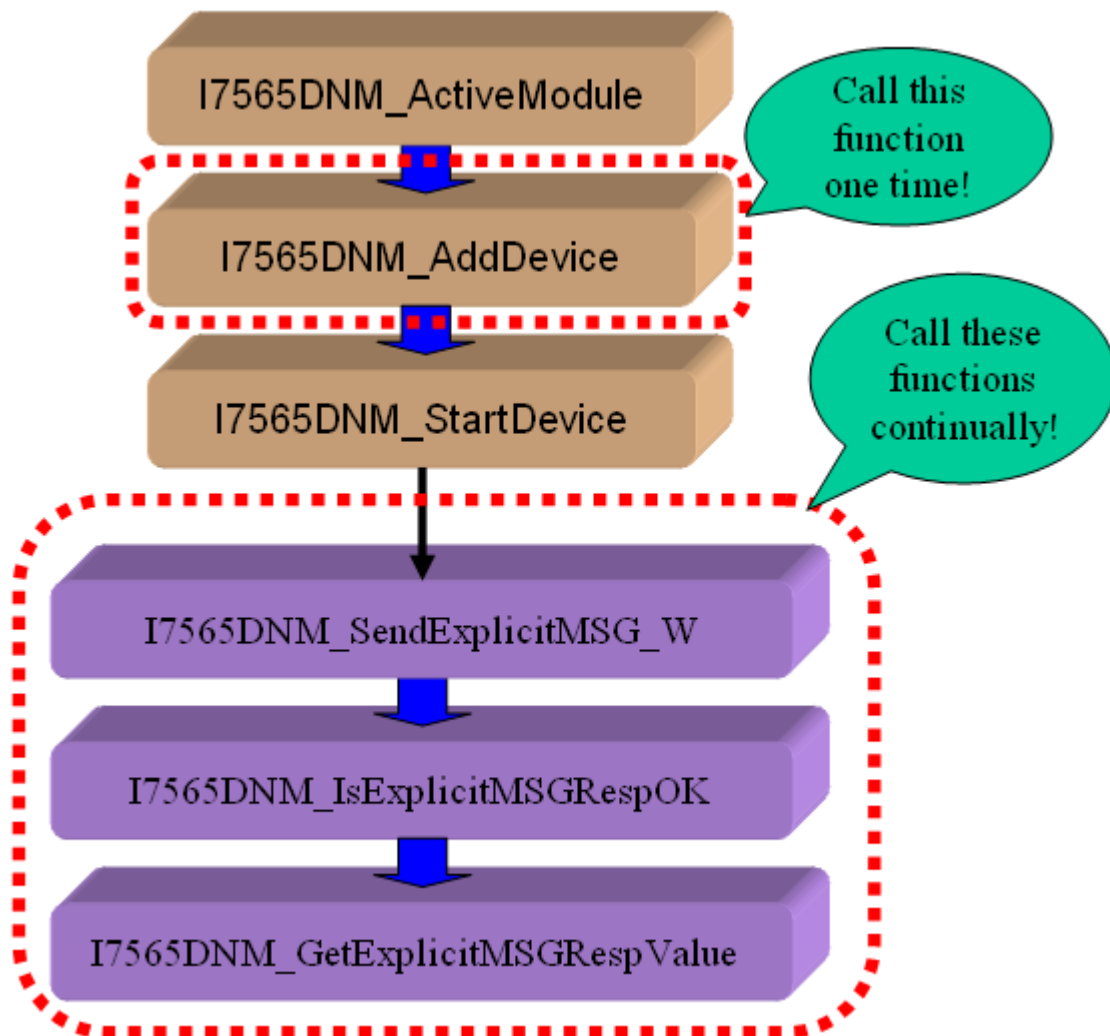 I7565DNM_ActiveModule
Call this
function
one time!
I7565DNM_AddDevice
Call these
functions
continually!
I7565DNM_StartDevice
I7565DNM_SendExplicitMSG_W
I7565DNM_IsExplicitMSGRespOK
I7565DNM_GetExplicitMSGRespValue